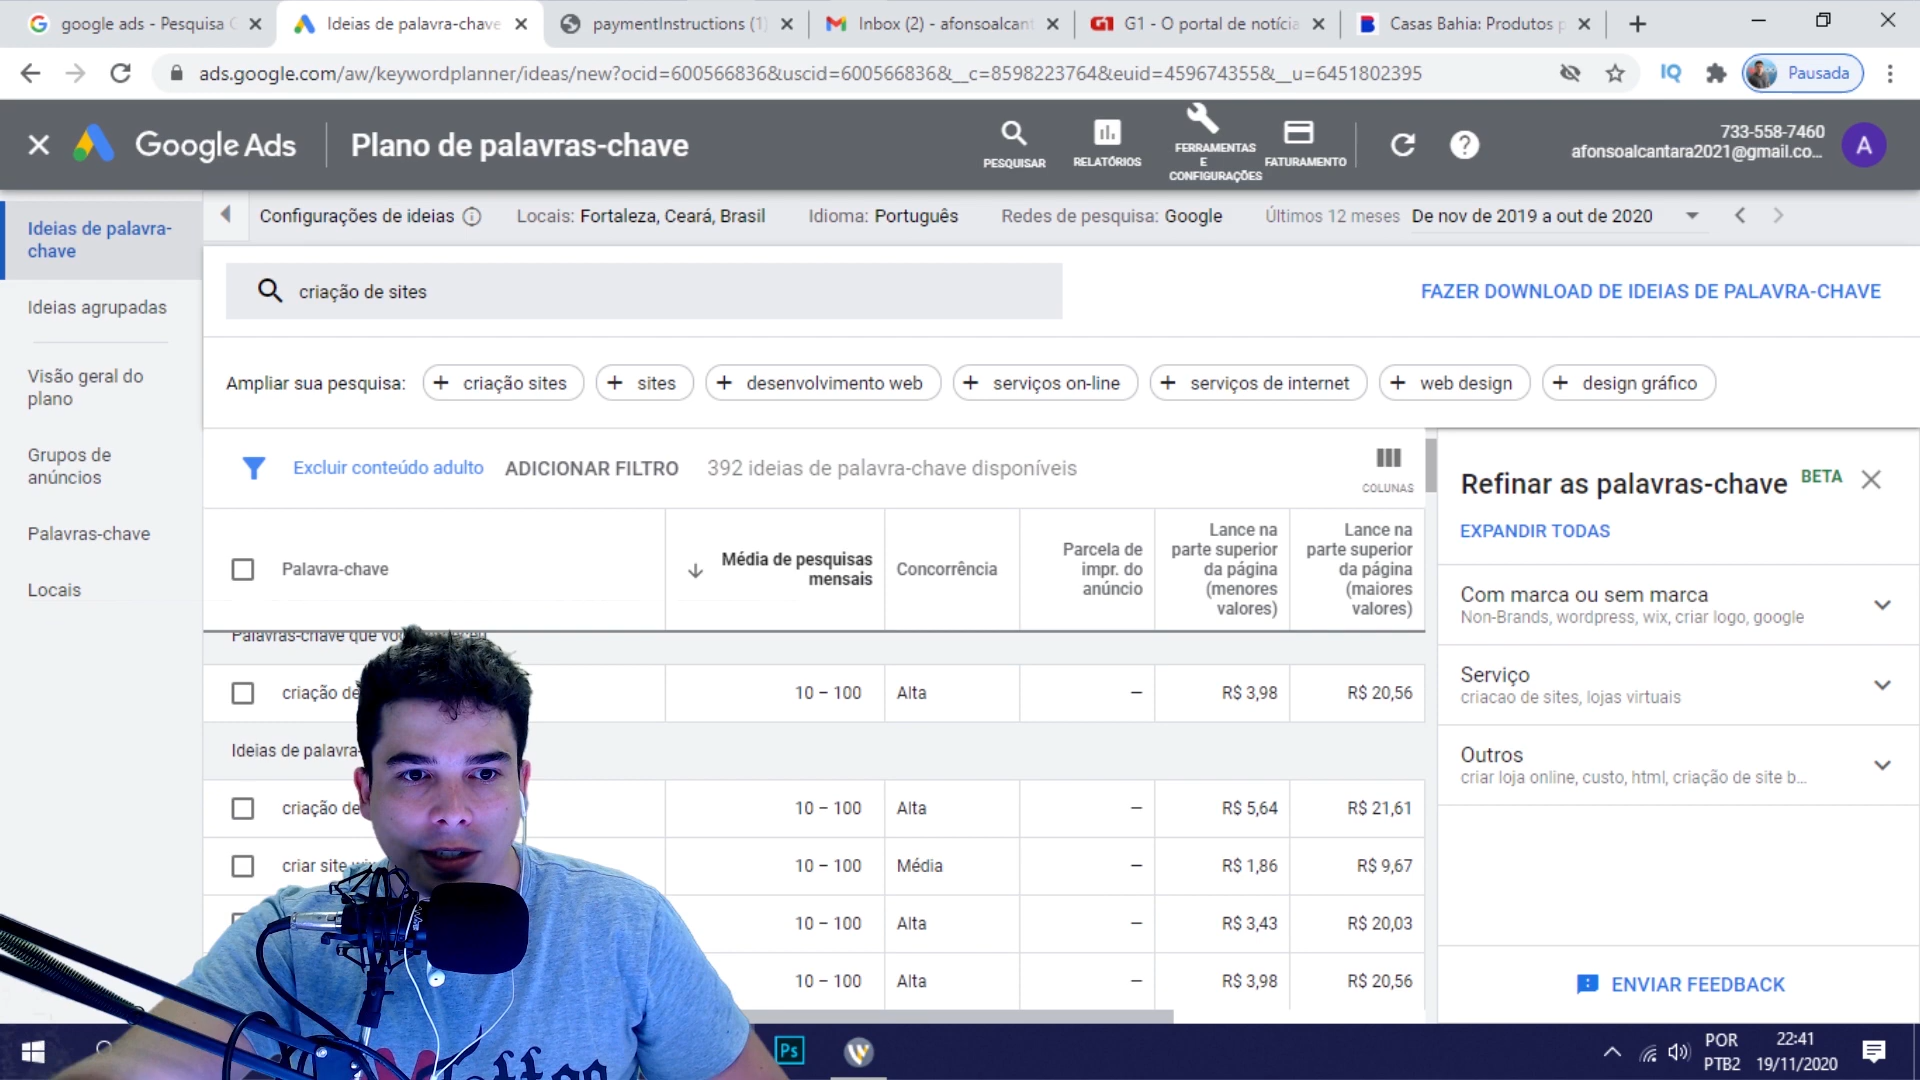 google ads - Pesquisa
Ideias de palavra-chave
paymentInstructions (1)
Inbox (2) - afonsoalcant
G1 - O portal de notícia
Casas Bahia: Produtos p
ads.google.com/aw/keywordplanner/ideas/new?ocid=600566836&uscid=600566836&__c=8598223764&euid=459674355&__u=6451802395
IQ
Pausada
Google Ads
Plano de palavras-chave
PESQUISAR
RELATÓRIOS
FERRAMENTAS
E
CONFIGURAÇÕES
FATURAMENTO
733-558-7460
afonsoalcantara2021@gmail.co...
A
Ideias de palavra-
chave
Ideias agrupadas
Visão geral do
plano
Grupos de
anúncios
Palavras-chave
Locais
Configurações de ideias
Locais: Fortaleza, Ceará, Brasil
Idioma: Português
Redes de pesquisa: Google
Últimos 12 meses De nov de 2019 a out de 2020
criação de sites
FAZER DOWNLOAD DE IDEIAS DE PALAVRA-CHAVE
Ampliar sua pesquisa:
+ criação sites
+ sites
+ desenvolvimento web
+ serviços on-line
+ serviços de internet
+ web design
+ design gráfico
Excluir conteúdo adulto
ADICIONAR FILTRO
392 ideias de palavra-chave disponíveis
COLUNAS
Palavra-chave
Média de pesquisas
mensais
Concorrência
Parcela de
impr. do
anúncio
Lance na
parte superior
da página
(menores
valores)
Lance na
parte superior
da página
(maiores
valores)
Palavras-chave que
criação de 10 – 100 Alta – R$ 3,98 R$ 20,56
Ideias de palavra-
criação de 10 – 100 Alta – R$ 5,64 R$ 21,61
criar site wix 10 – 100 Média – R$ 1,86 R$ 9,67
10 – 100 Alta – R$ 3,43 R$ 20,03
10 – 100 Alta – R$ 3,98 R$ 20,56
Refinar as palavras-chave BETA
EXPANDIR TODAS
Com marca ou sem marca
Non-Brands, wordpress, wix, criar logo, google
Serviço
criacao de sites, lojas virtuais
Outros
criar loja online, custo, html, criação de site b...
ENVIAR FEEDBACK
Ps
POR
PTB2
22:41
19/11/2020